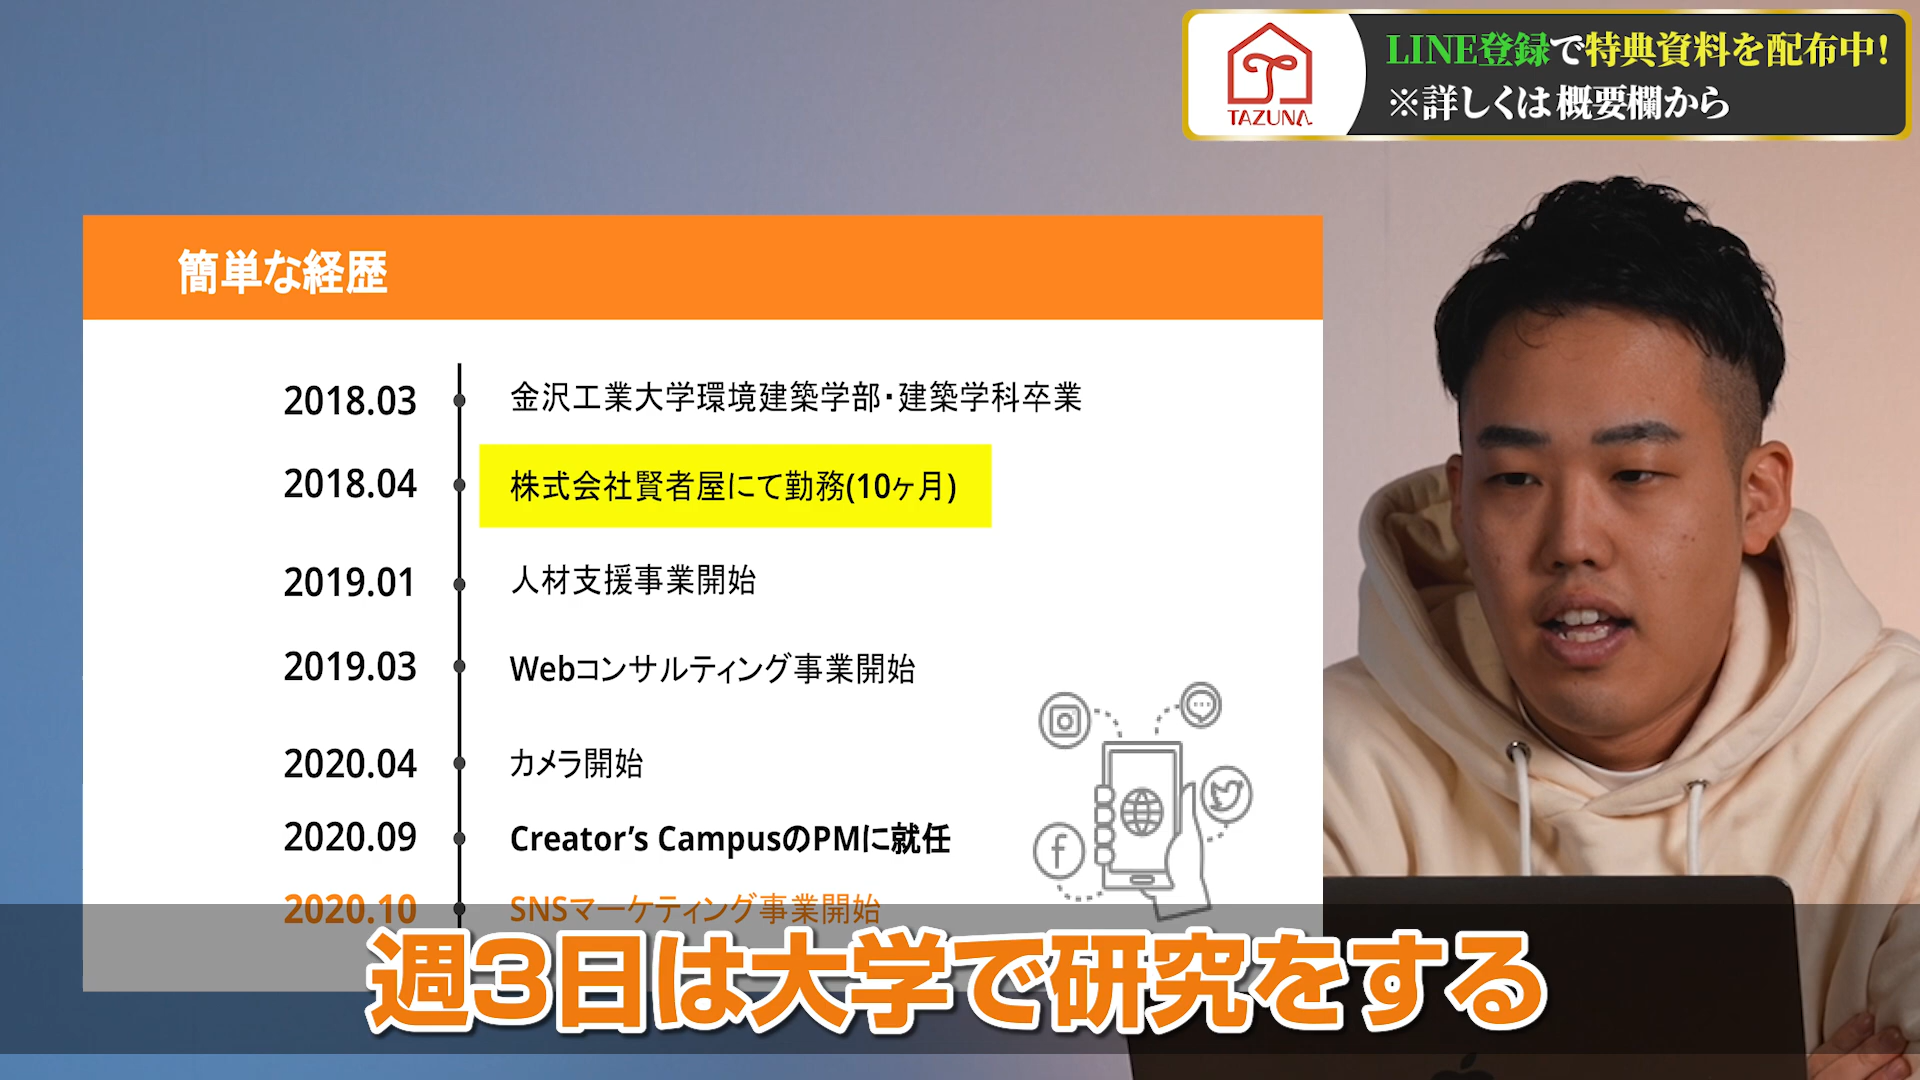 LINE登録で特典資料を配布中!
※詳しくは概要欄から
TAZUNA
簡単な経歴
2018.03 金沢工業大学環境建築学部・建築学科卒業
2018.04 株式会社賢者屋にて勤務(10ヶ月)
2019.01 人材支援事業開始
2019.03 Webコンサルティング事業開始
2020.04 カメラ開始
2020.09 Creator’s CampusのPMに就任
2020.10 SNSマーケティング事業開始
週3日は大学で研究をする